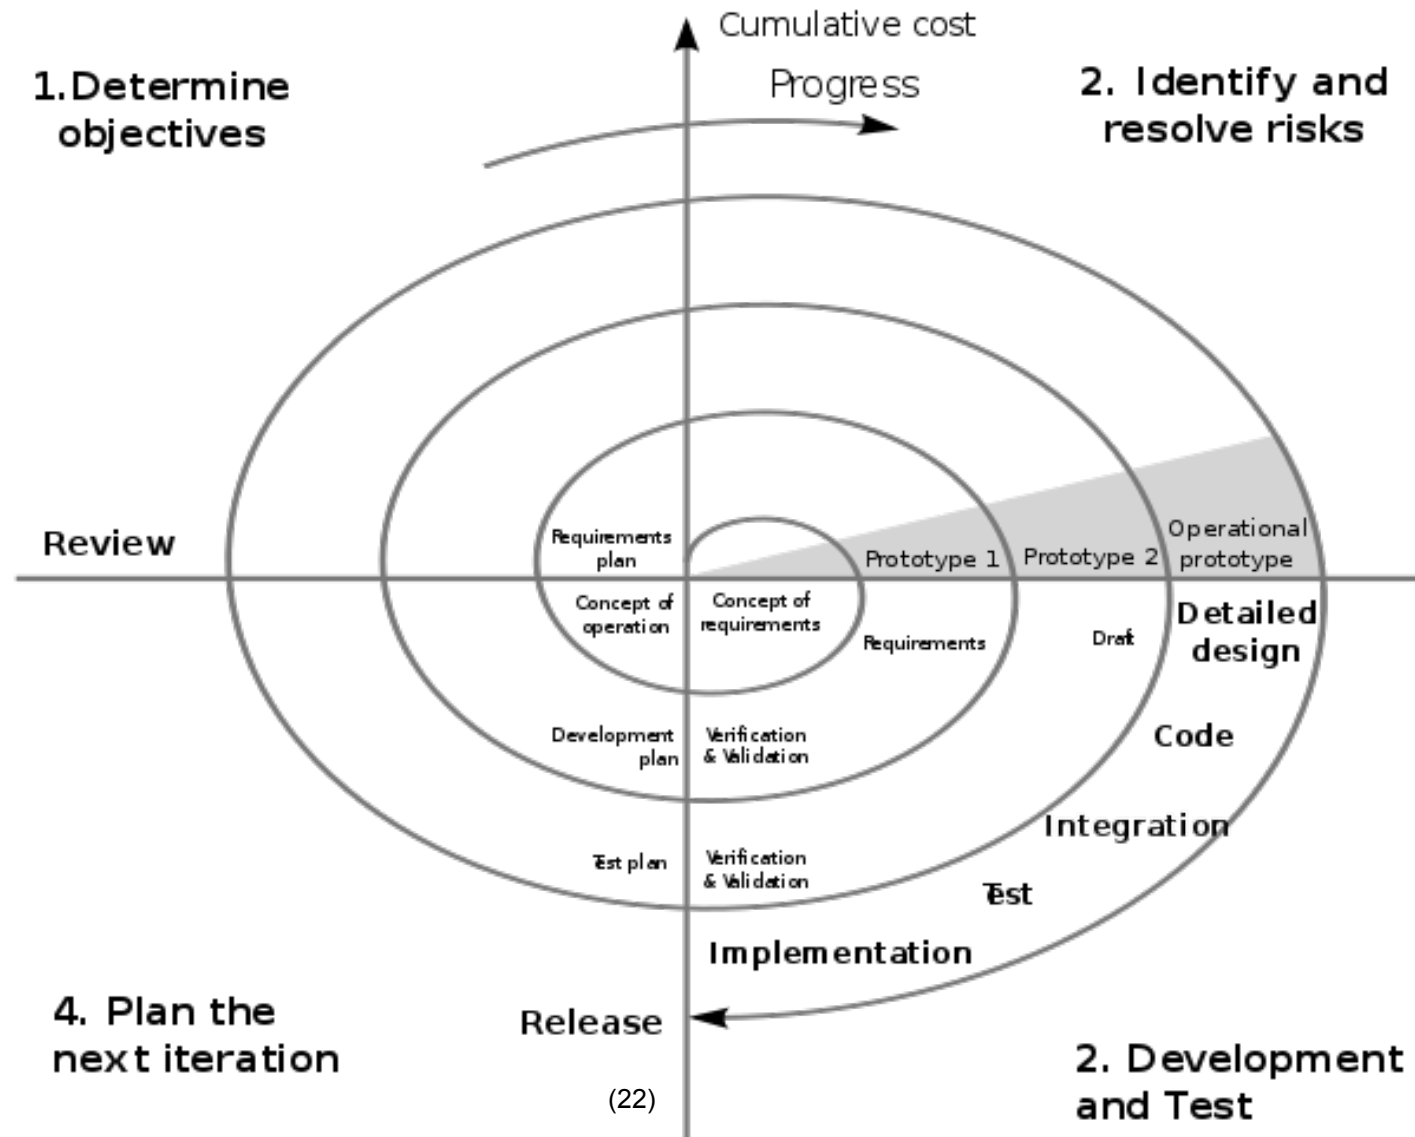 Cumulative cost
Progress
1.Determine
objectives
2. Identify and
resolve risks
Review
Requirements
plan
Prototype 1
Prototype 2
Operational
prototype
Concept of
operation
Concept of
requirements
Requirements
Draft
Detailed
design
Development
plan
Verification
& Validation
Code
Integration
Test plan
Verification
& Validation
Test
Implementation
Release
4. Plan the
next iteration
2. Development
and Test
(22)